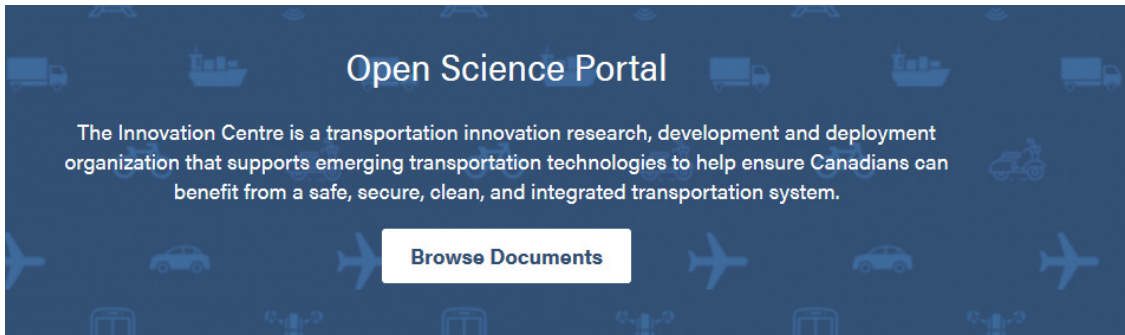 Open Science Portal
The Innovation Centre is a transportation innovation research, development and deployment
organization that supports emerging transportation technologies to help ensure Canadians can
benefit from a safe, secure, clean, and integrated transportation system.
Browse Documents